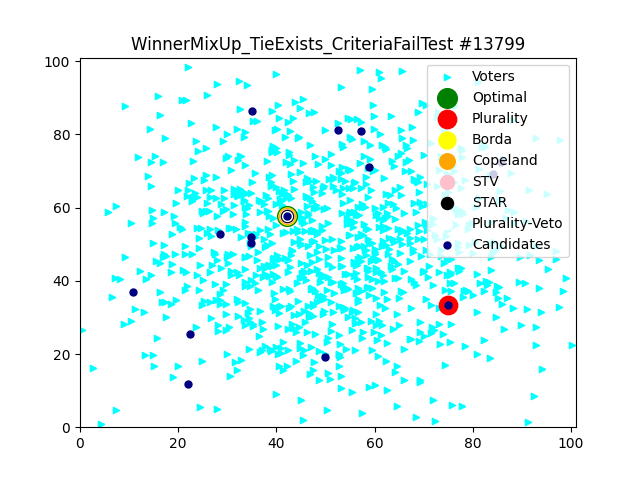 WinnerMixUp_TieExists_CriteriaFailTest #13799
100
80
60
40
20
0
0
20
40
60
80
100
Voters
Optimal
Plurality
Borda
Copeland
STV
STAR
Plurality-Veto
Candidates